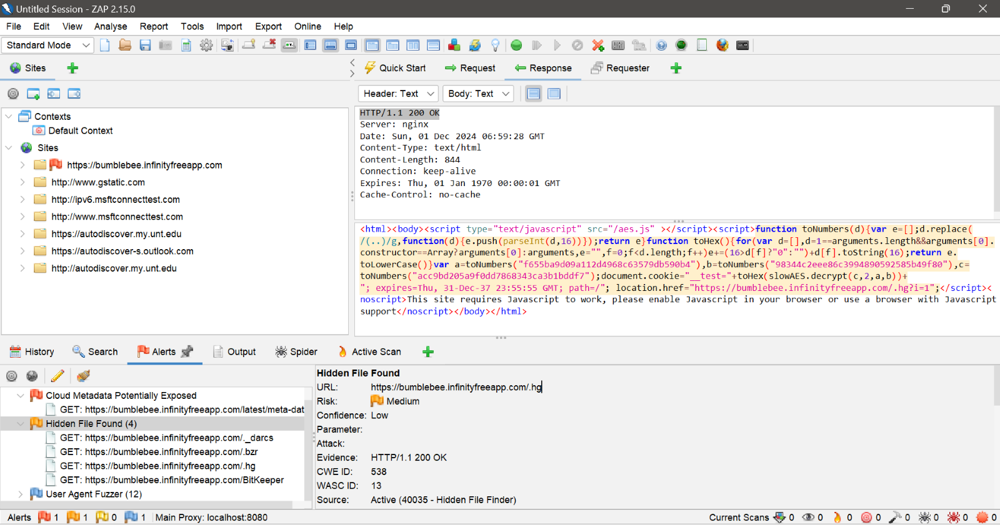 Untitled Session - ZAP 2.15.0
File Edit View Analyse Report Tools Import Export Online Help
Standard Mode
Sites
Quick Start Request Response Requester
Header: Text Body: Text
Contexts
Default Context
Sites
https://bumblebee.infinityfreeapp.com
http://www.gstatic.com
http://ipv6.msftconnecttest.com
http://www.msftconnecttest.com
https://autodiscover.my.unt.edu
https://autodiscover-s.outlook.com
http://autodiscover.my.unt.edu
HTTP/1.1 200 OK
Server: nginx
Date: Sun, 01 Dec 2024 06:59:28 GMT
Content-Type: text/html
Content-Length: 844
Connection: keep-alive
Expires: Thu, 01 Jan 1970 00:00:01 GMT
Cache-Control: no-cache
<html><body><script type="text/javascript" src="/aes.js" ></script><script>function toNumbers(d){var e=[];d.replace(
/(..)/g,function(d){e.push(parseInt(d,16))});return e}function toHex(){for(var d=[],d=1==arguments.length&&arguments[0].
constructor==Array?arguments[0]:arguments,e="",f=0;f<d.length;f++)e+=(16>d[f]?"0":"")+d[f].toString(16);return e.
toLowerCase()}var a=toNumbers("f655ba9d09a112d4968c63579db590b4"),b=toNumbers("98344c2eee86c3994890592585b49f80"),c=
toNumbers("acc9bd205a9f0dd7868343ca3b1bddf7");document.cookie="__test="+toHex(slowAES.decrypt(c,2,a,b))+
"; expires=Thu, 31-Dec-37 23:55:55 GMT; path=/"; location.href="https://bumblebee.infinityfreeapp.com/.hg?i=1";</script><
noscript>This site requires Javascript to work, please enable Javascript in your browser or use a browser with Javascript
support</noscript></body></html>
History Search Alerts Output Spider Active Scan
Cloud Metadata Potentially Exposed
GET: https://bumblebee.infinityfreeapp.com/latest/meta-dat
Hidden File Found (4)
GET: https://bumblebee.infinityfreeapp.com/._darcs
GET: https://bumblebee.infinityfreeapp.com/.bzr
GET: https://bumblebee.infinityfreeapp.com/.hg
GET: https://bumblebee.infinityfreeapp.com/BitKeeper
User Agent Fuzzer (12)
Hidden File Found
URL: https://bumblebee.infinityfreeapp.com/.hg
Risk: Medium
Confidence: Low
Parameter:
Attack:
Evidence: HTTP/1.1 200 OK
CWE ID: 538
WASC ID: 13
Source: Active (40035 - Hidden File Finder)
Alerts 1 1 0 1 Main Proxy: localhost:8080 Current Scans 0 0 0 0 0 0 0 0